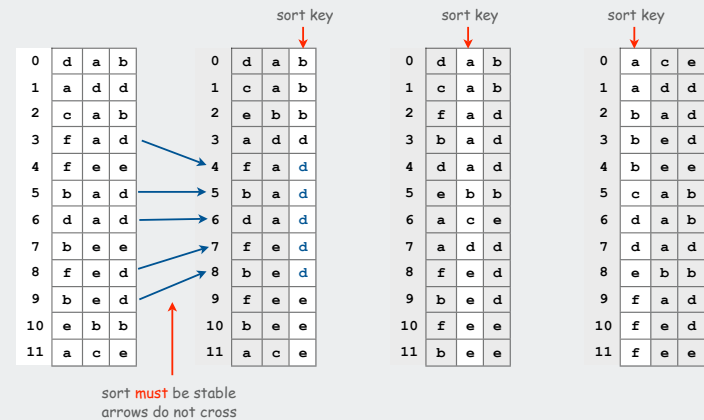 sort key sort key sort key
0 d a b 0 d a b 0 d a b 0 a c e
1 a d d 1 c a b 1 c a b 1 a d d
2 c a b 2 e b b 2 f a d 2 b a d
3 f a d 3 a d d 3 b a d 3 b e d
4 f e e 4 f a d 4 d a d 4 b e e
5 b a d 5 b a d 5 e b b 5 c a b
6 d a d 6 d a d 6 a c e 6 d a b
7 b e e 7 f e d 7 a d d 7 d a d
8 f e d 8 b e d 8 f e d 8 e b b
9 b e d 9 f e e 9 b e d 9 f a d
10 e b b 10 b e e 10 f e e 10 f e d
11 a c e 11 a c e 11 b e e 11 f e e
sort must be stable
arrows do not cross